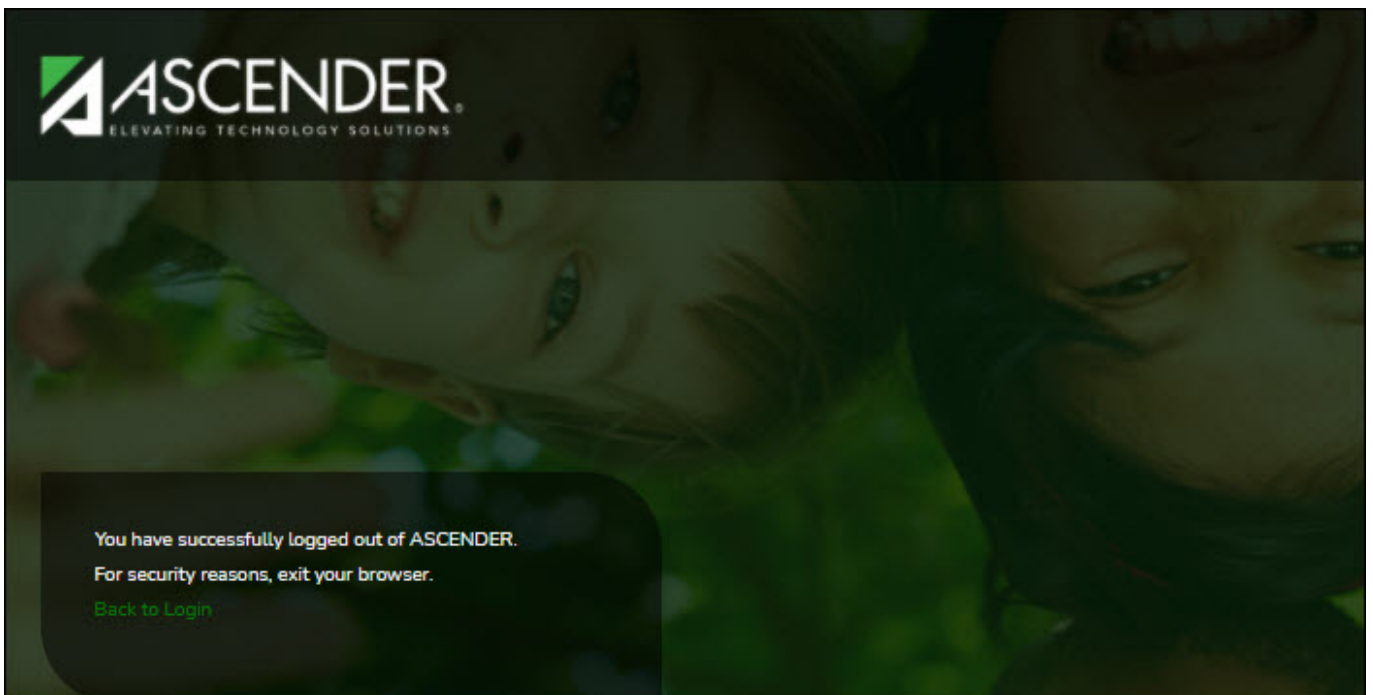 ASCENDER®
ELEVATING TECHNOLOGY SOLUTIONS
You have successfully logged out of ASCENDER.
For security reasons, exit your browser.
Back to Login